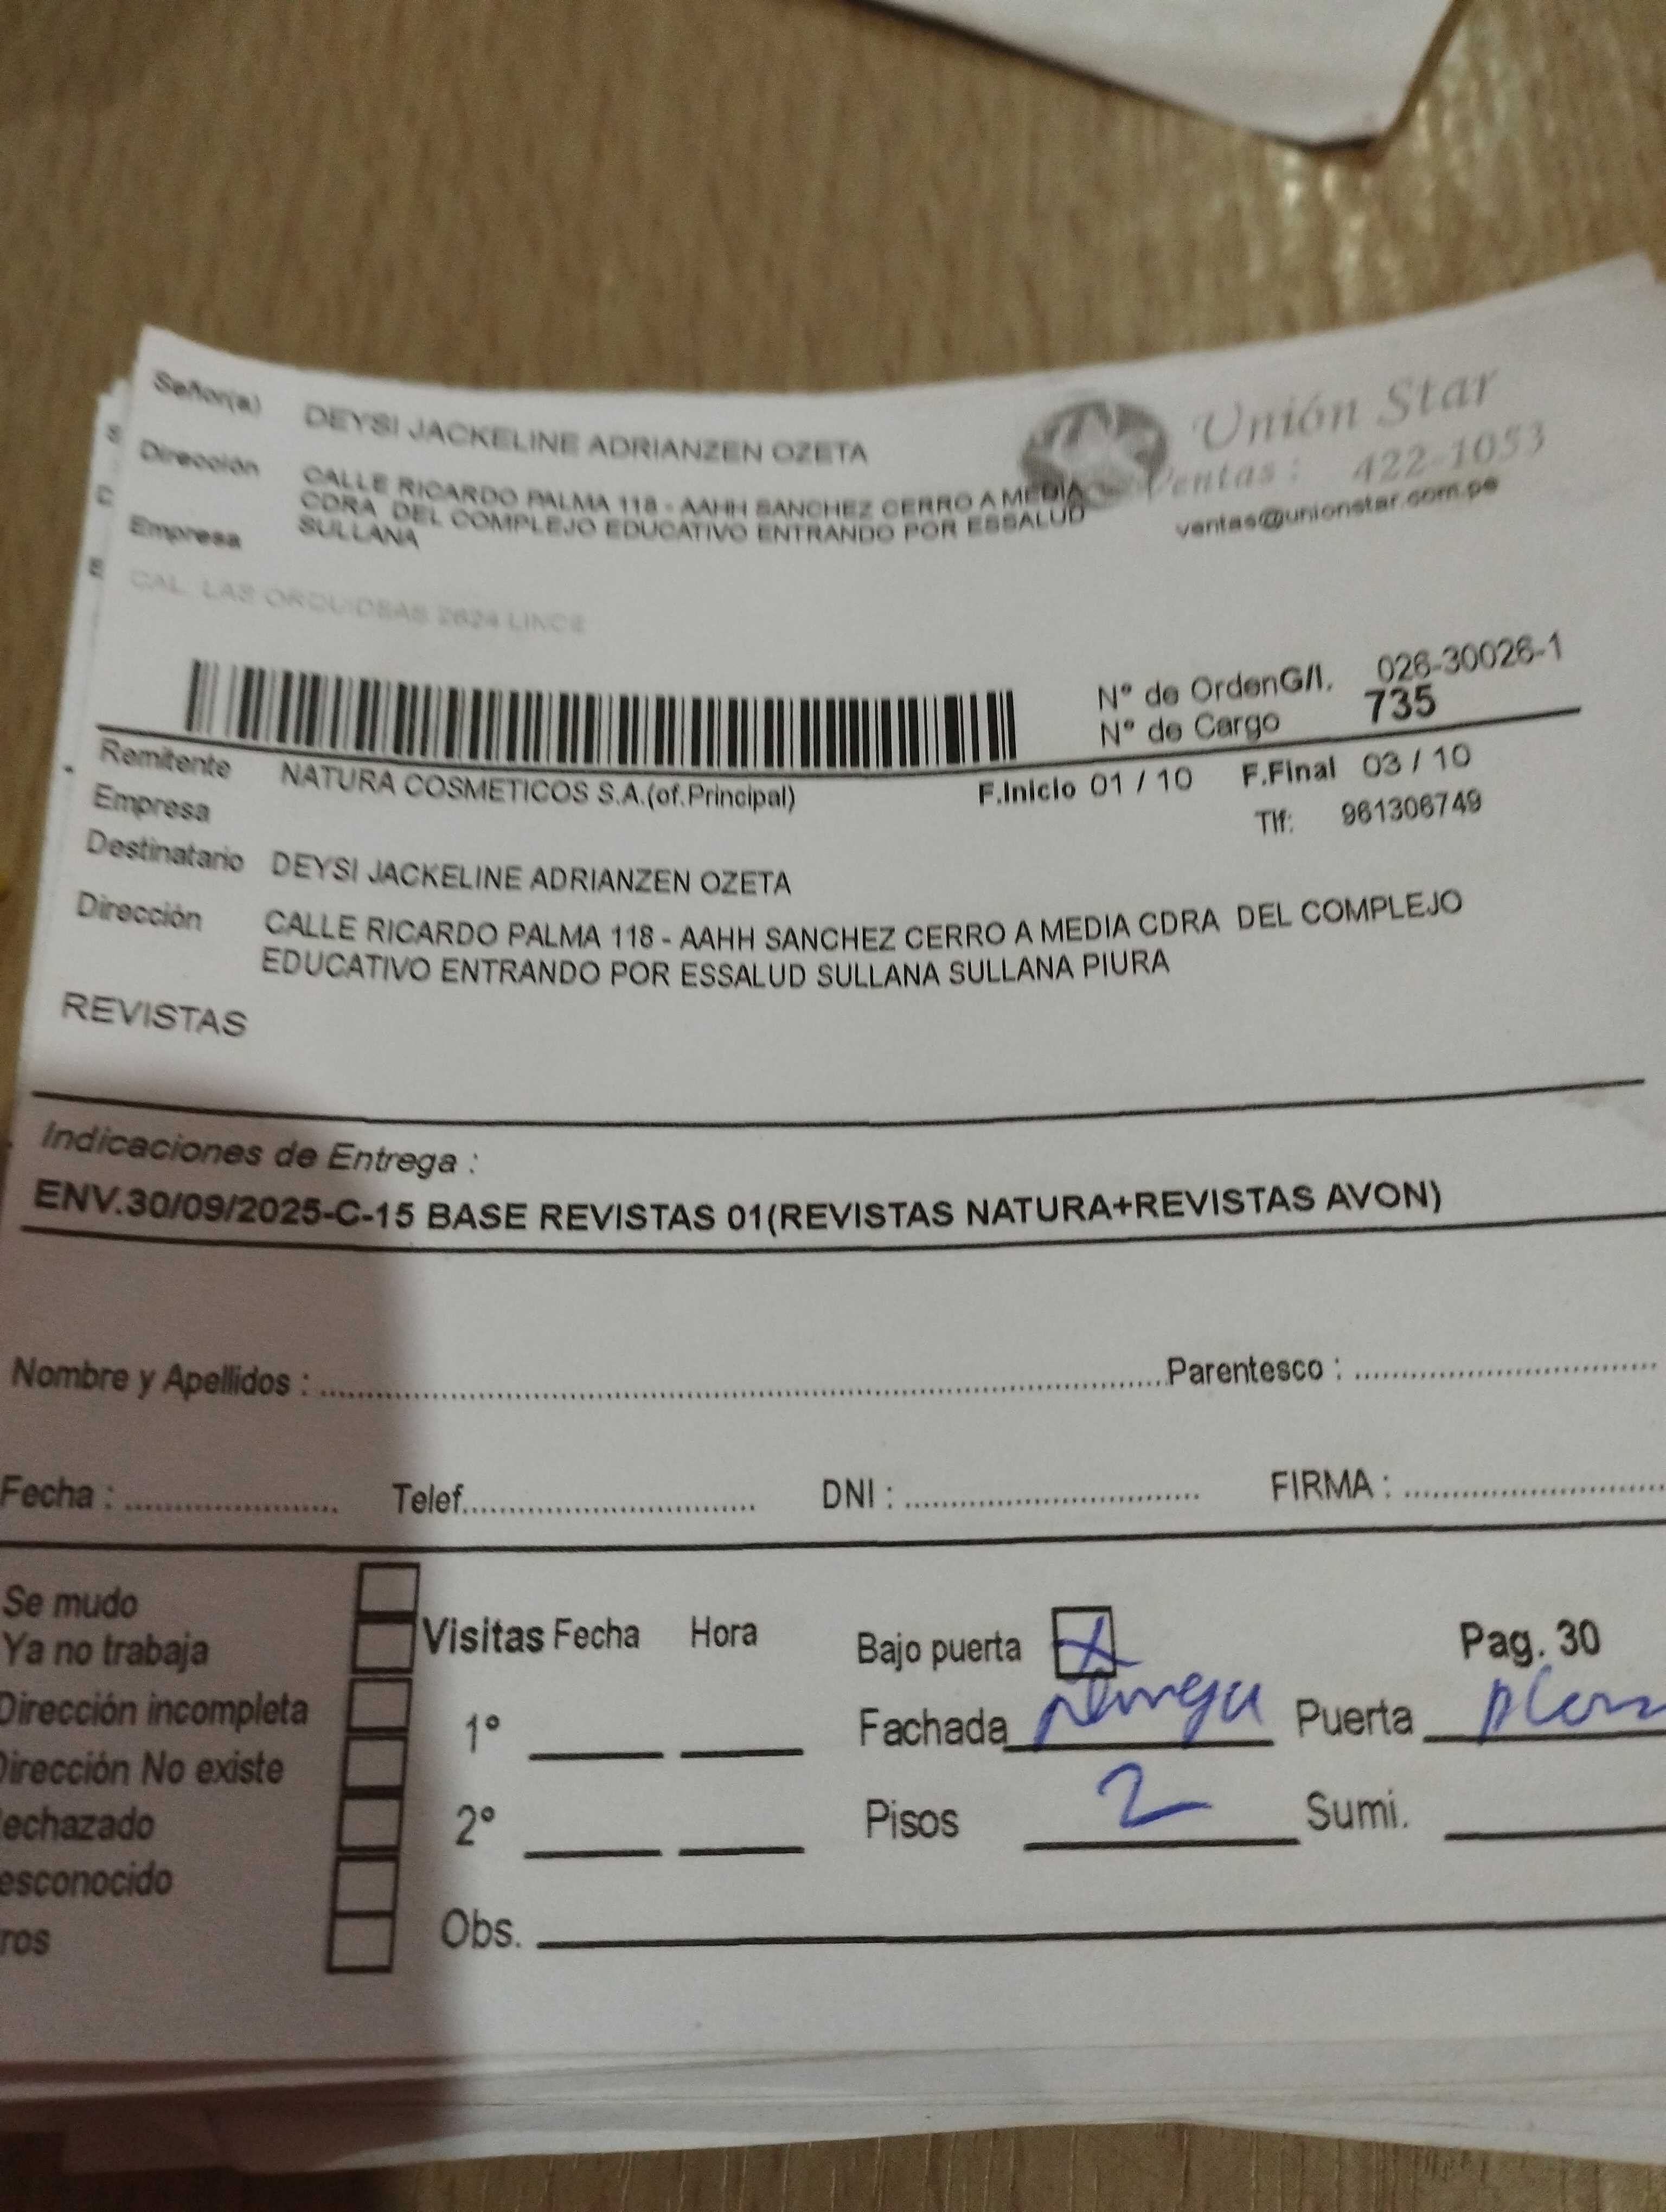 Señor(a) DEYSI JACKELINE ADRIANZEN OZETA
Unión Star
Ventas : 422-1053
ventas@unionstar.com.pe
Dirección CALLE RICARDO PALMA 118 - AAHH SANCHEZ CERRO A MEDIA
CDRA DEL COMPLEJO EDUCATIVO ENTRANDO POR ESSALUD
SULLANA
Empresa
CAL. LAS ORQUIDEAS 2624 LINCE
N° de OrdenG/I. 026-30026-1
N° de Cargo 735
Remitente NATURA COSMETICOS S.A.(of.Principal) F.Inicio 01 / 10 F.Final 03 / 10
Empresa Tlf: 961306749
Destinatario DEYSI JACKELINE ADRIANZEN OZETA
Dirección CALLE RICARDO PALMA 118 - AAHH SANCHEZ CERRO A MEDIA CDRA DEL COMPLEJO
EDUCATIVO ENTRANDO POR ESSALUD SULLANA SULLANA PIURA
REVISTAS
Indicaciones de Entrega :
ENV.30/09/2025-C-15 BASE REVISTAS 01(REVISTAS NATURA+REVISTAS AVON)
Nombre y Apellidos : Parentesco :
Fecha : Telef. DNI : FIRMA :
Se mudo
Ya no trabaja
Dirección incompleta
Dirección No existe
echazado
esconocido
ros
Visitas Fecha Hora
1°
2°
Obs.
Bajo puerta X Pag. 30
Fachada Puerta
Pisos 2 Sumi.